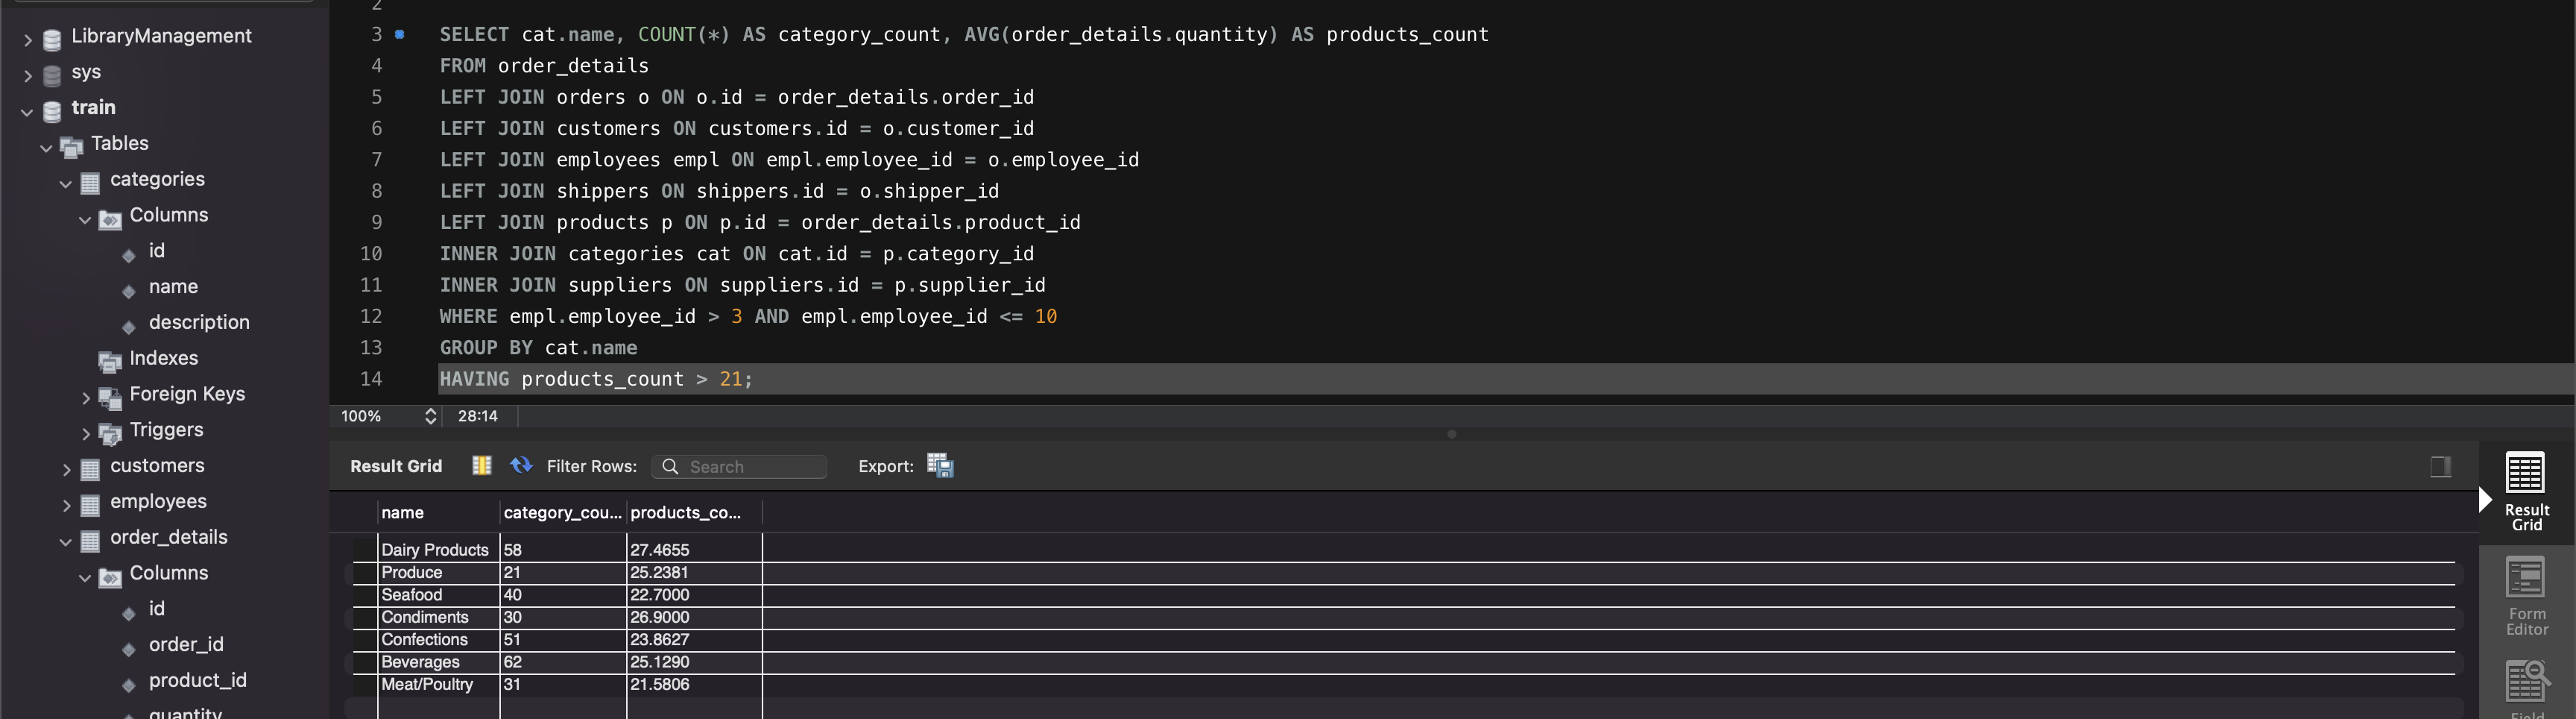 LibraryManagement
sys
train
Tables
categories
Columns
id
name
description
Indexes
Foreign Keys
Triggers
customers
employees
order_details
Columns
id
order_id
product_id
quantity
2
3 SELECT cat.name, COUNT(*) AS category_count, AVG(order_details.quantity) AS products_count
4 FROM order_details
5 LEFT JOIN orders o ON o.id = order_details.order_id
6 LEFT JOIN customers ON customers.id = o.customer_id
7 LEFT JOIN employees empl ON empl.employee_id = o.employee_id
8 LEFT JOIN shippers ON shippers.id = o.shipper_id
9 LEFT JOIN products p ON p.id = order_details.product_id
10 INNER JOIN categories cat ON cat.id = p.category_id
11 INNER JOIN suppliers ON suppliers.id = p.supplier_id
12 WHERE empl.employee_id > 3 AND empl.employee_id <= 10
13 GROUP BY cat.name
14 HAVING products_count > 21;
100% 28:14
Result Grid Filter Rows: Search Export:
name category_cou... products_co...
Dairy Products 58 27.4655
Produce 21 25.2381
Seafood 40 22.7000
Condiments 30 26.9000
Confections 51 23.8627
Beverages 62 25.1290
Meat/Poultry 31 21.5806
Result
Grid
Form
Editor
Field